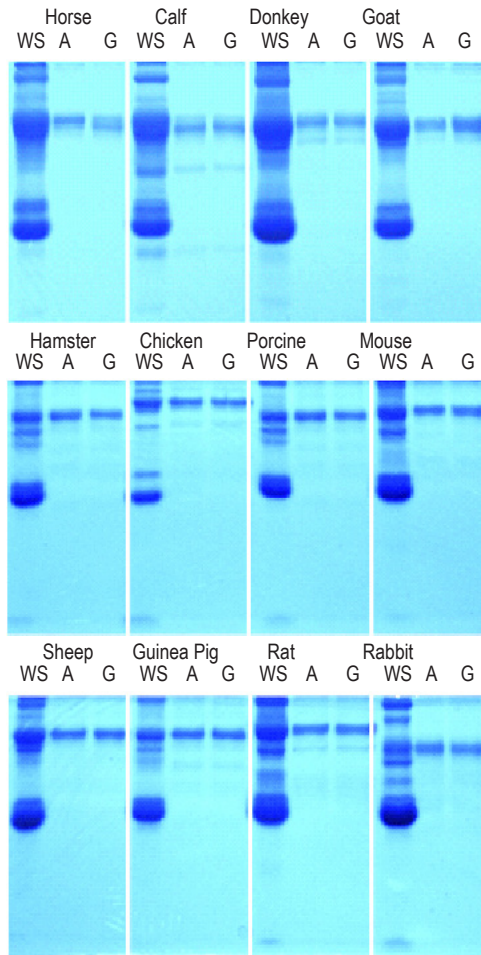 Horse Calf Donkey Goat
WS A G WS A G WS A G WS A G
Hamster Chicken Porcine Mouse
WS A G WS A G WS A G WS A G
Sheep Guinea Pig Rat Rabbit
WS A G WS A G WS A G WS A G